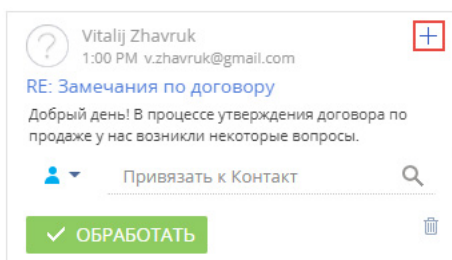 Vitalij Zhavruk
1:00 PM v.zhavruk@gmail.com
RE: Замечания по договору
Добрый день! В процессе утверждения договора по
продаже у нас возникли некоторые вопросы.
Привязать к Контакт
ОБРАБОТАТЬ